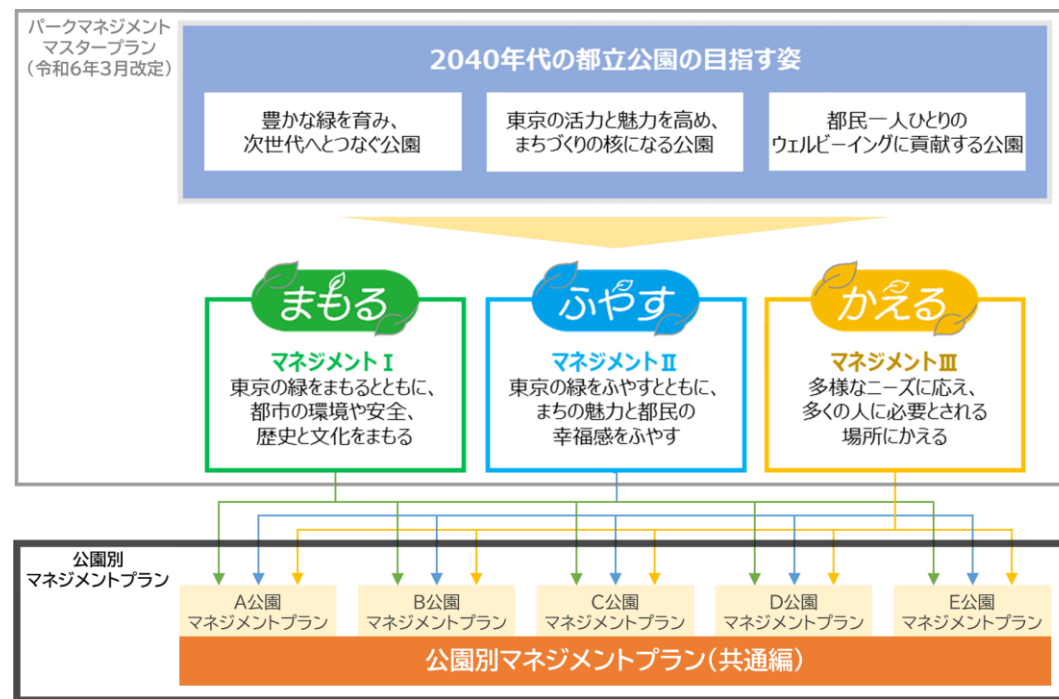 パークマネジメント
マスタープラン
(令和6年3月改定)
2040年代の都立公園の目指す姿
豊かな緑を育み、
次世代へとつなぐ公園
東京の活力と魅力を高め、
まちづくりの核になる公園
都民一人ひとりの
ウェルビーイングに貢献する公園
まもる
マネジメントⅠ
東京の緑をまもるとともに、
都市の環境や安全、
歴史と文化をまもる
ふやす
マネジメントⅡ
東京の緑をふやすとともに、
まちの魅力と都民の
幸福感をふやす
かえる
マネジメントⅢ
多様なニーズに応え、
多くの人に必要とされる
場所にかえる
公園別
マネジメントプラン
A公園
マネジメントプラン
B公園
マネジメントプラン
C公園
マネジメントプラン
D公園
マネジメントプラン
E公園
マネジメントプラン
公園別マネジメントプラン(共通編)